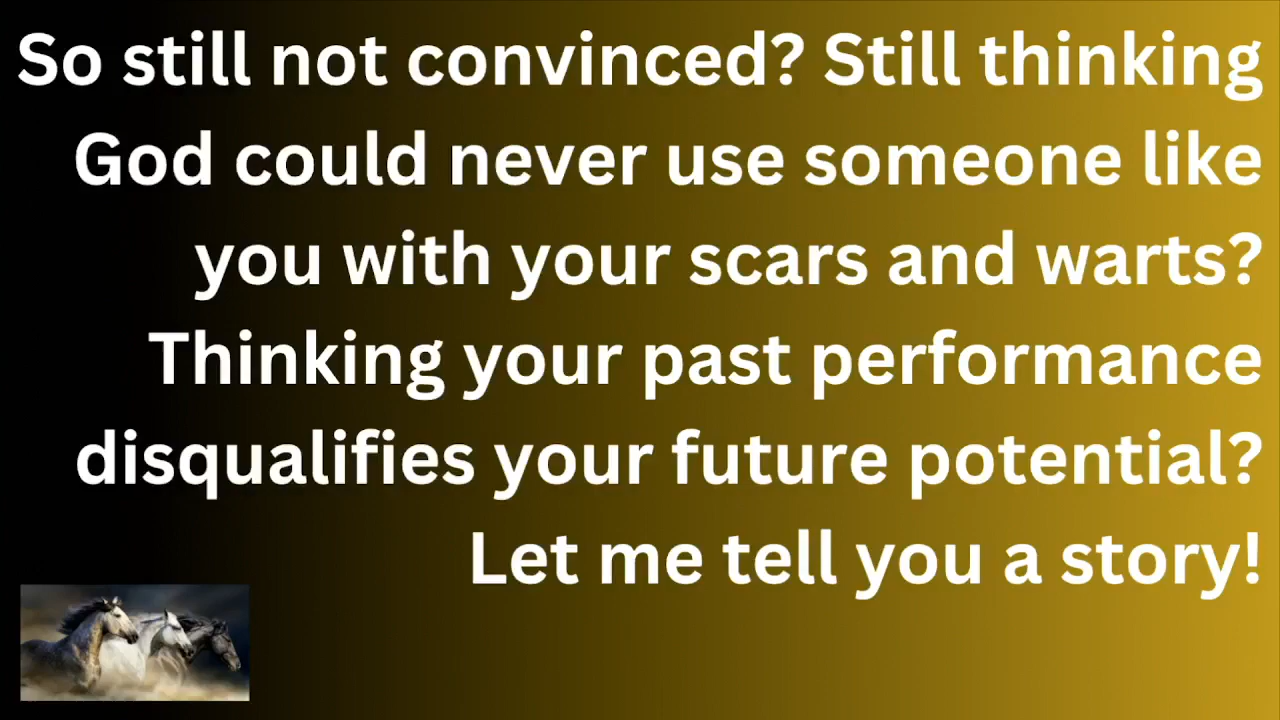 So still not convinced? Still thinking
God could never use someone like
you with your scars and warts?
Thinking your past performance
disqualifies your future potential?
Let me tell you a story!